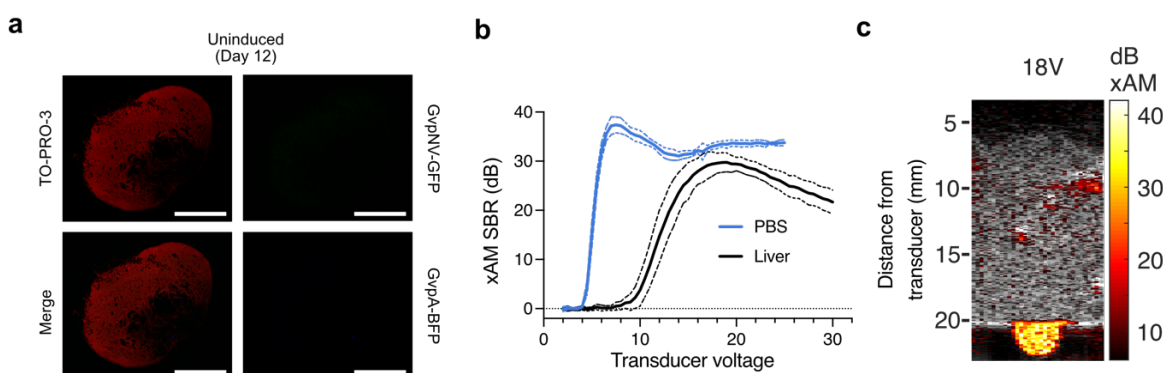 a
Uninduced
(Day 12)
TO-PRO-3
GvpNV-GFP
Merge
GvpA-BFP
b
xAM SBR (dB)
40
30
20
10
0
0
10
20
30
Transducer voltage
PBS
Liver
c
18V
dB
xAM
Distance from
transducer (mm)
5
10
15
20
40
30
20
10